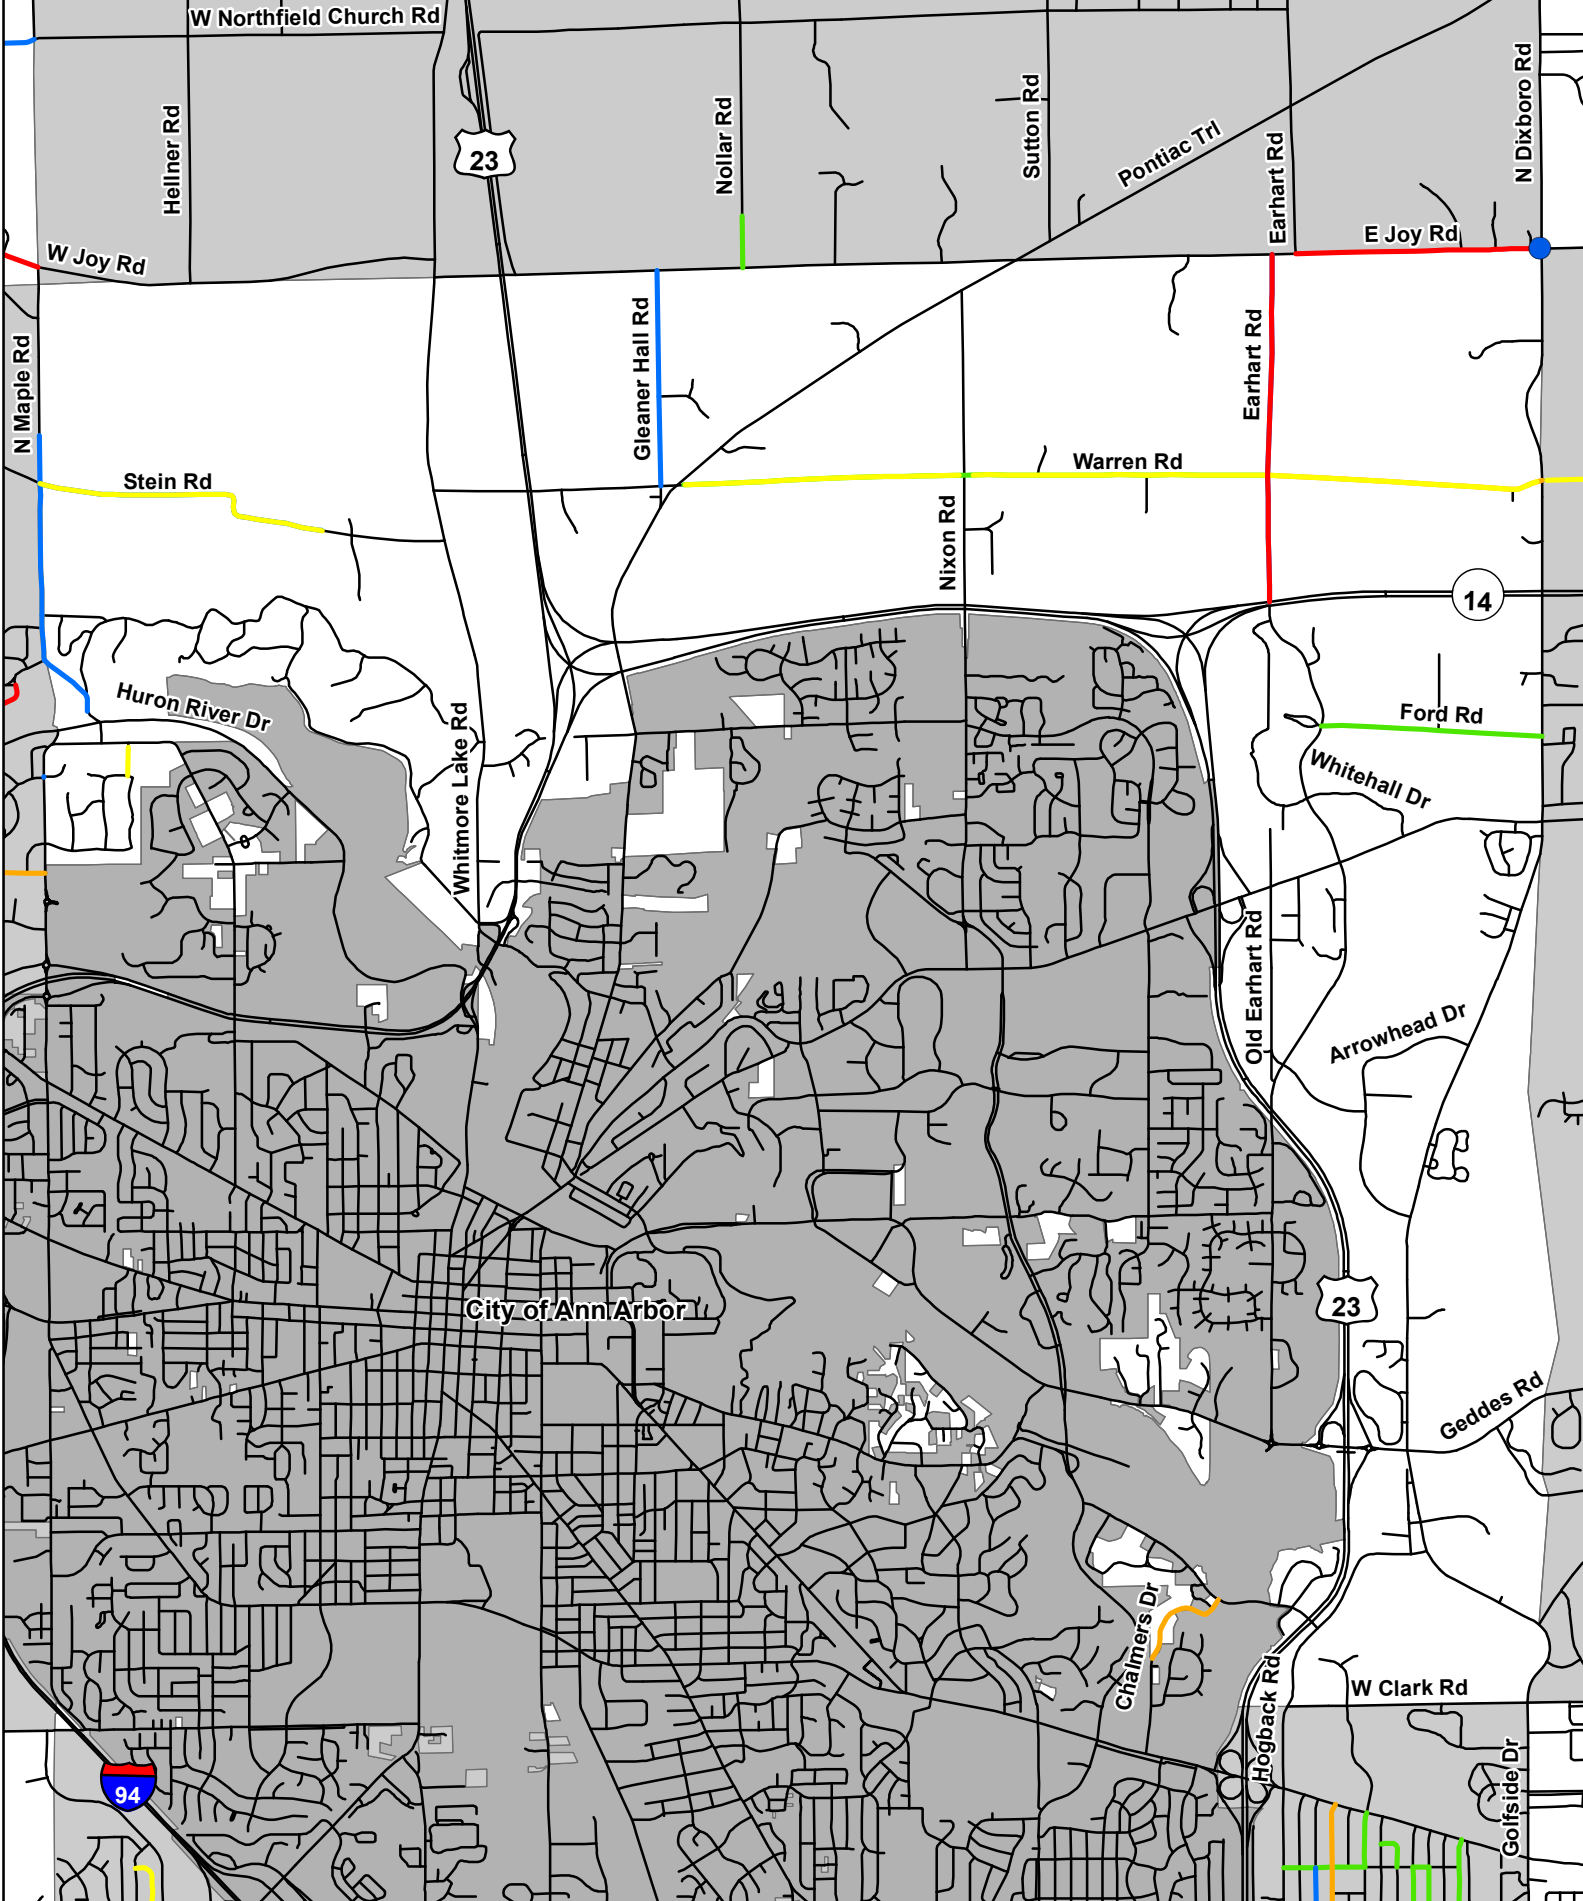 W Northfield Church Rd
Hellner Rd
23
Nollar Rd
Sutton Rd
Pontiac Trl
Earhart Rd
N Dixboro Rd
E Joy Rd
W Joy Rd
N Maple Rd
Gleaner Hall Rd
Earhart Rd
Stein Rd
Warren Rd
Nixon Rd
14
Huron River Dr
Whitmore Lake Rd
Ford Rd
Whitehall Dr
Old Earhart Rd
Arrowhead Dr
City of Ann Arbor
23
Geddes Rd
Chalmers Dr
Hogback Rd
W Clark Rd
Golfside Dr
94